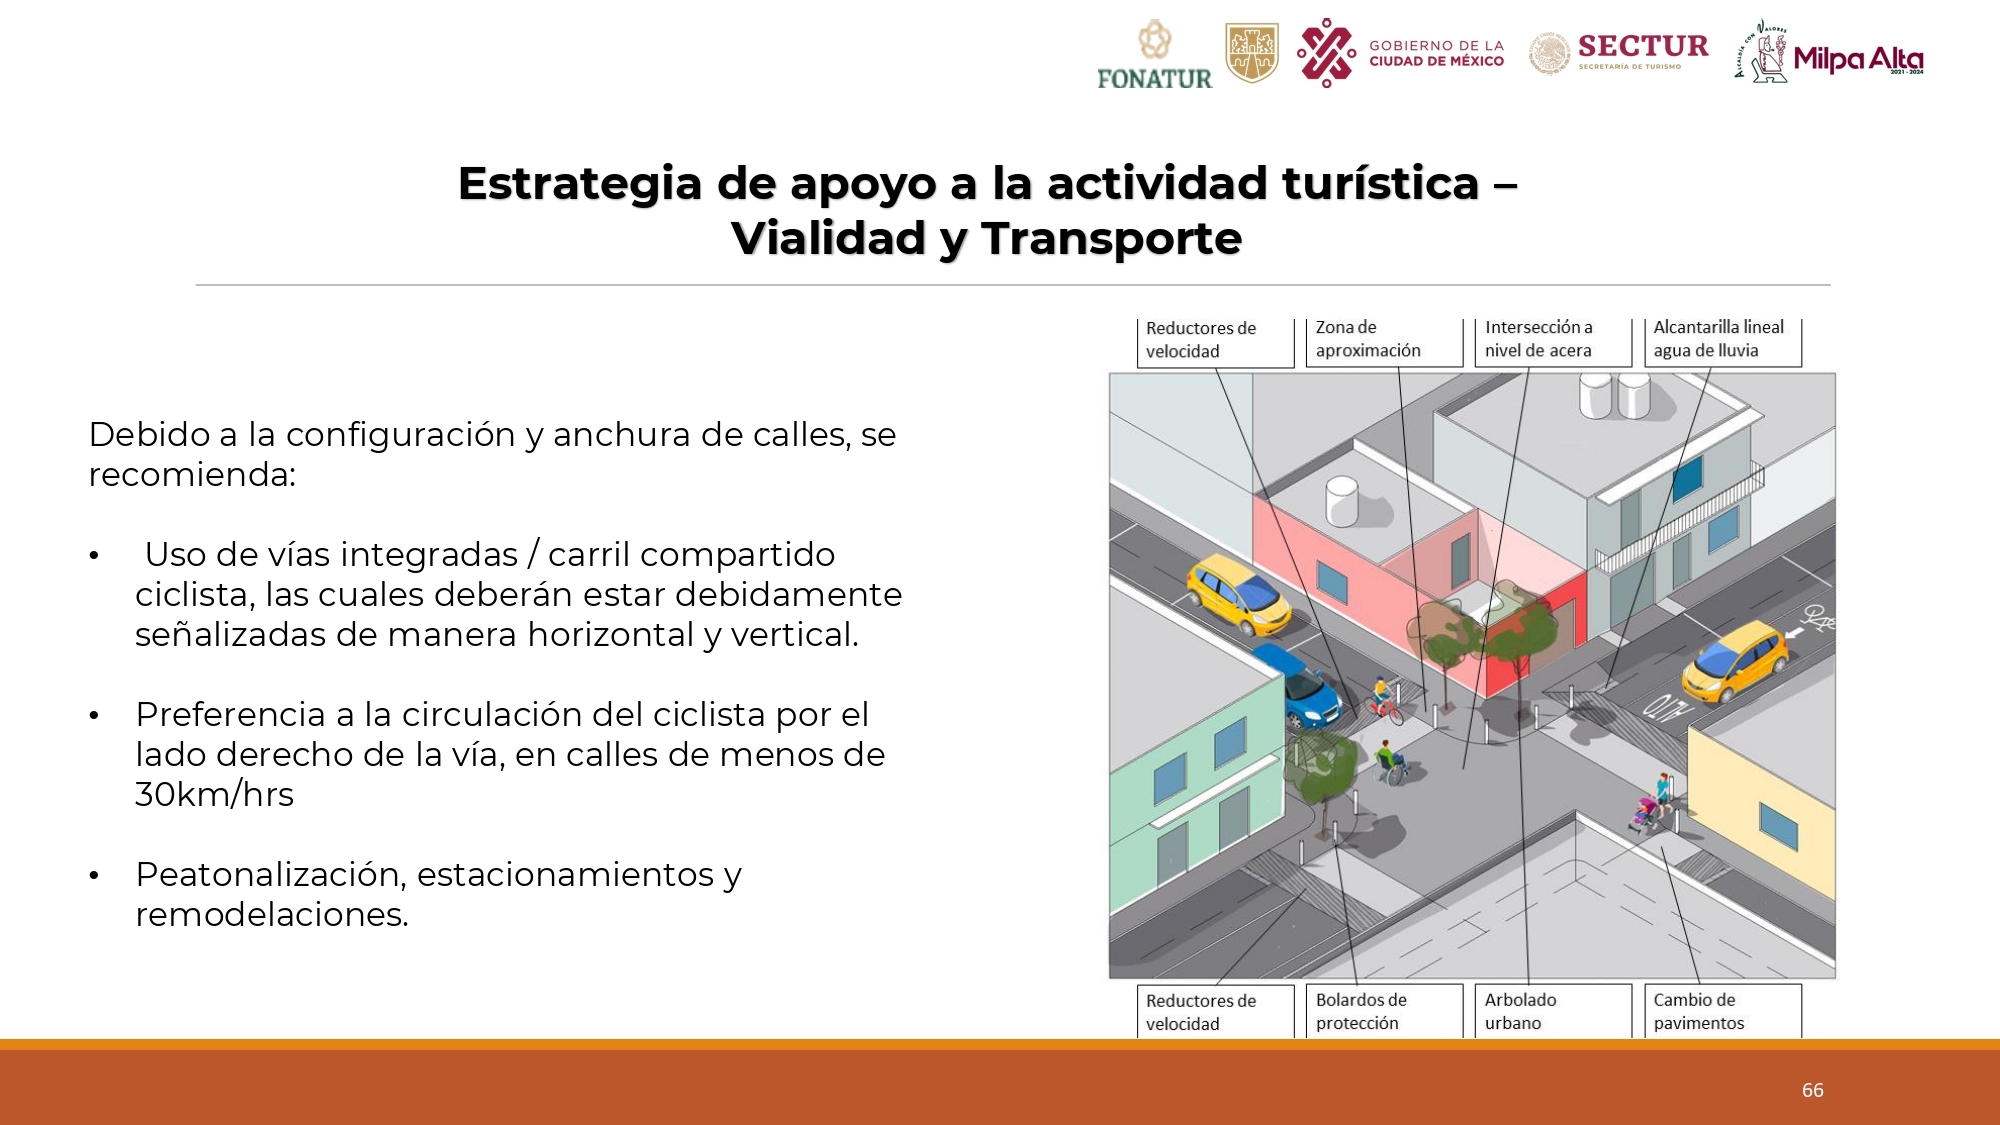 FONATUR
GOBIERNO DE LA
CIUDAD DE MÉXICO
SECTUR
SECRETARÍA DE TURISMO
ALCALDÍA CON VALORES
Milpa Alta
2021 - 2024
Estrategia de apoyo a la actividad turística –
Vialidad y Transporte
Debido a la configuración y anchura de calles, se
recomienda:
• Uso de vías integradas / carril compartido
ciclista, las cuales deberán estar debidamente
señalizadas de manera horizontal y vertical.
• Preferencia a la circulación del ciclista por el
lado derecho de la vía, en calles de menos de
30km/hrs
• Peatonalización, estacionamientos y
remodelaciones.
Reductores de
velocidad
Zona de
aproximación
Intersección a
nivel de acera
Alcantarilla lineal
agua de lluvia
ALTO
Reductores de
velocidad
Bolardos de
protección
Arbolado
urbano
Cambio de
pavimentos
66